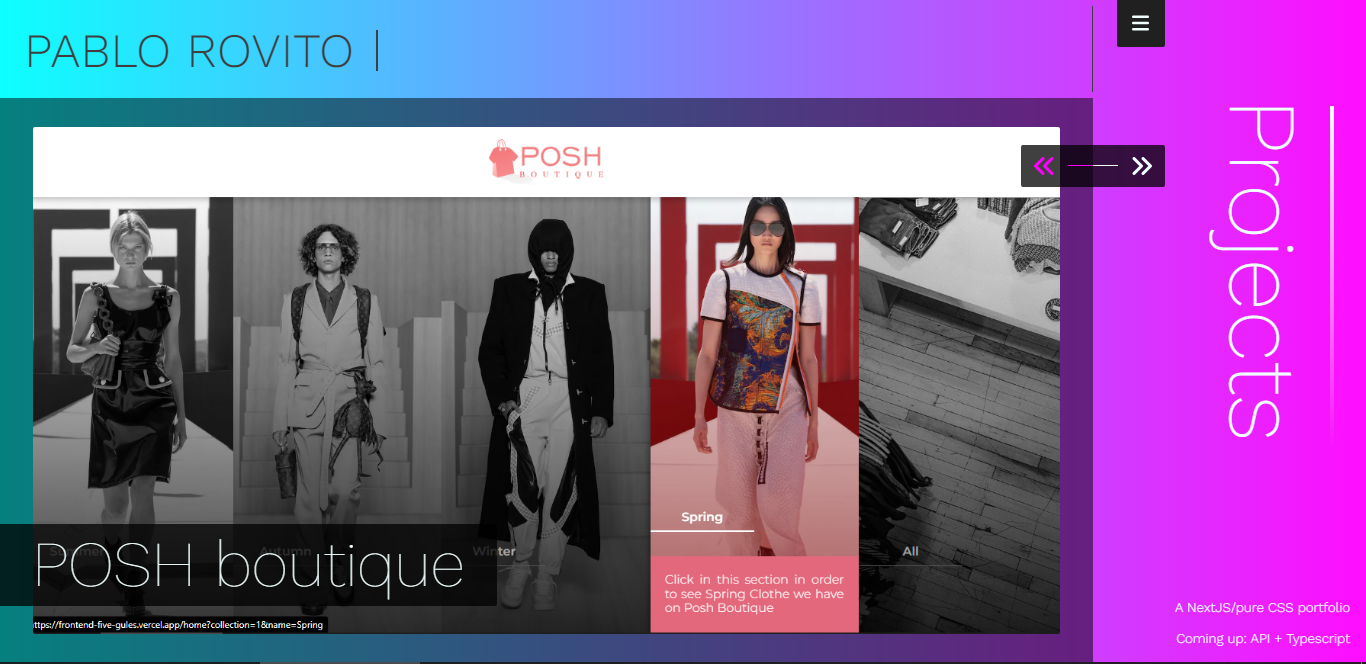 PABLO ROVITO
POSH
BOUTIQUE
Projects
Spring
Summer
Autumn
Winter
All
POSH boutique
Click in this section in order
to see Spring Clothe we have
on Posh Boutique
ttps://frontend-five-gules.vercel.app/home?collection=1&name=Spring
A NextJS/pure CSS portfolio
Coming up: API + Typescript